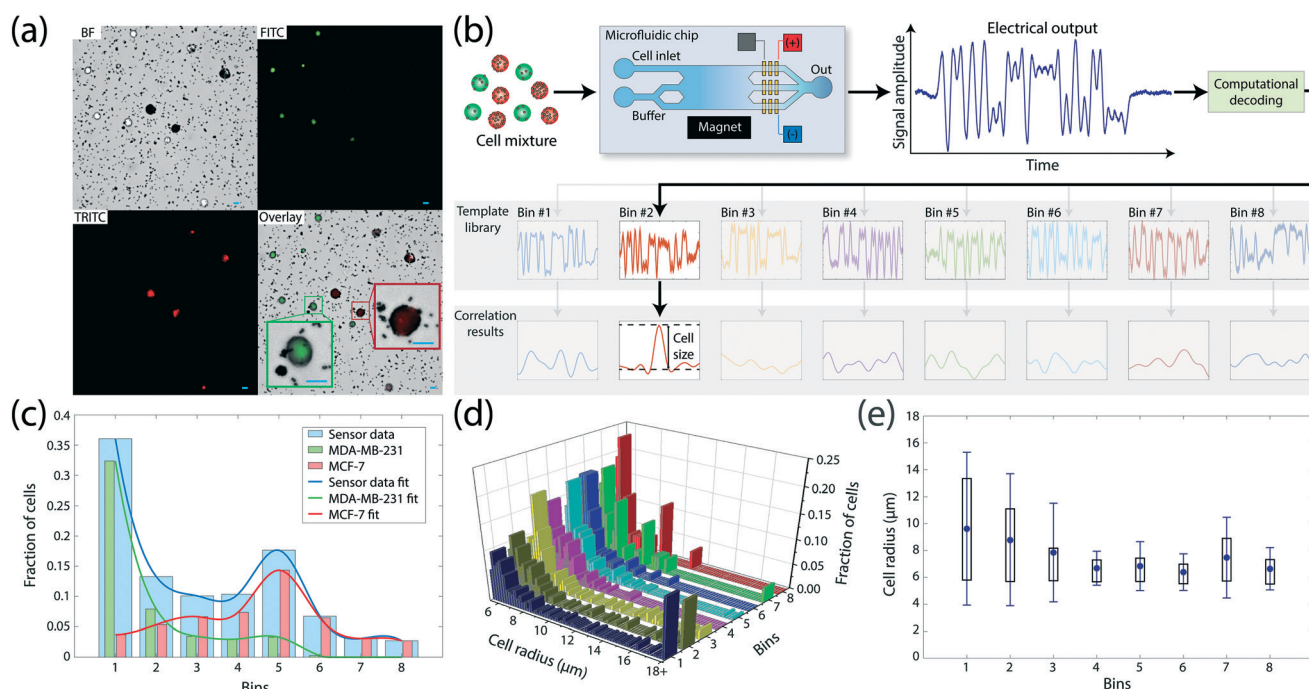 (a)
BF
FITC
TRITC
Overlay
(b)
Cell mixture
Microfluidic chip
Cell inlet
Buffer
Magnet
(+)
(-)
Out
Electrical output
Signal amplitude
Time
Computational
decoding
Template
library
Bin #1
Bin #2
Bin #3
Bin #4
Bin #5
Bin #6
Bin #7
Bin #8
Correlation
results
Cell
size
(c)
Fraction of cells
0.4
0.35
0.3
0.25
0.2
0.15
0.1
0.05
0
Sensor data
MDA-MB-231
MCF-7
Sensor data fit
MDA-MB-231 fit
MCF-7 fit
1 2 3 4 5 6 7 8
Bins
(d)
0.25
0.20
0.15
0.10
0.05
0.00
Fraction of cells
6 8 10 12 14 16 18+
Cell radius (μm)
1 2 3 4 5 6 7 8
Bins
(e)
Cell radius (μm)
18
16
14
12
10
8
6
4
2
0
1 2 3 4 5 6 7 8
Bins